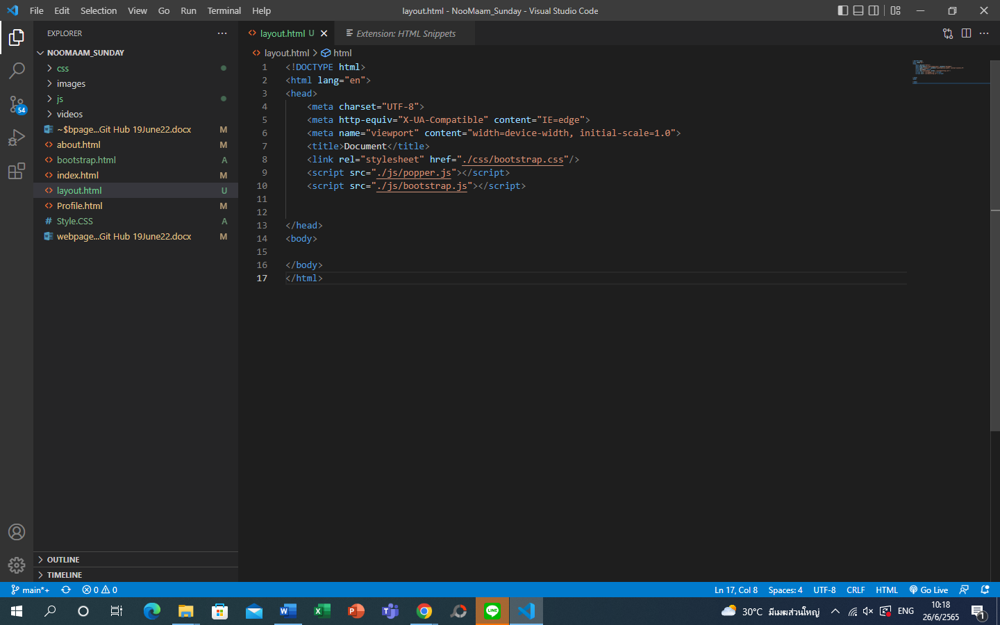 File Edit Selection View Go Run Terminal Help
layout.html - NooMaam_Sunday - Visual Studio Code
EXPLORER
NOOMAAM_SUNDAY
css
images
js
videos
~$bpage...Git Hub 19June22.docx M
about.html M
bootstrap.html A
index.html M
layout.html U
Profile.html M
Style.CSS A
webpage...Git Hub 19June22.docx M
OUTLINE
TIMELINE
54
layout.html U
Extension: HTML Snippets
layout.html > html
1 <!DOCTYPE html>
2 <html lang="en">
3 <head>
4 <meta charset="UTF-8">
5 <meta http-equiv="X-UA-Compatible" content="IE=edge">
6 <meta name="viewport" content="width=device-width, initial-scale=1.0">
7 <title>Document</title>
8 <link rel="stylesheet" href="./css/bootstrap.css"/>
9 <script src="./js/popper.js"></script>
10 <script src="./js/bootstrap.js"></script>
11
12
13 </head>
14 <body>
15
16 </body>
17 </html>
main*+ 0 0
Ln 17, Col 8 Spaces: 4 UTF-8 CRLF HTML Go Live
LINE
30°C มีเมฆส่วนใหญ่
ENG
10:18
26/6/2565
1